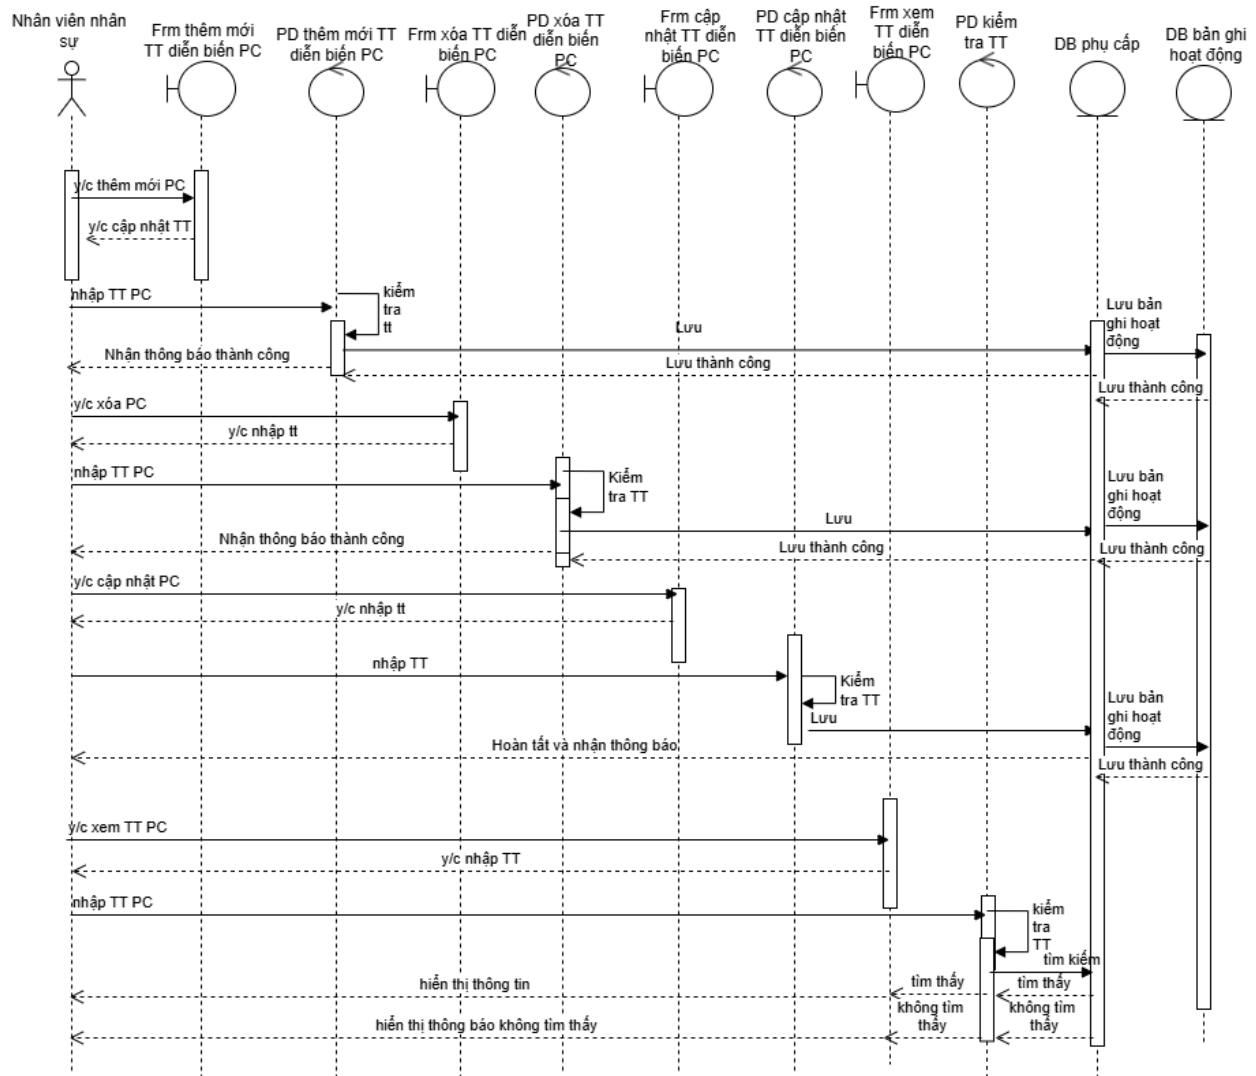 Nhân viên nhân
sự
Frm thêm mới
TT diễn biến PC
PD thêm mới TT
diễn biến PC
Frm xóa TT diễn
biến PC
PD xóa TT
diễn biến
PC
Frm cập
nhật TT diễn
biến PC
PD cập nhật
TT diễn biến
PC
Frm xem
TT diễn
biến PC
PD kiểm
tra TT
DB phụ cấp
DB bản ghi
hoạt động
y/c thêm mới PC
y/c cập nhật TT
nhập TT PC
kiểm
tra
tt
Lưu
Lưu bản
ghi hoạt
động
Nhận thông báo thành công
Lưu thành công
Lưu thành công
y/c xóa PC
y/c nhập tt
nhập TT PC
Kiểm
tra TT
Lưu
Lưu bản
ghi hoạt
động
Nhận thông báo thành công
Lưu thành công
Lưu thành công
y/c cập nhật PC
y/c nhập tt
nhập TT
Kiểm
tra TT
Lưu
Lưu bản
ghi hoạt
động
Hoàn tất và nhận thông báo
Lưu thành công
y/c xem TT PC
y/c nhập TT
nhập TT PC
kiểm
tra
TT
tìm kiếm
hiển thị thông tin
tìm thấy
tìm thấy
hiển thị thông báo không tìm thấy
không tìm
thấy
không tìm
thấy